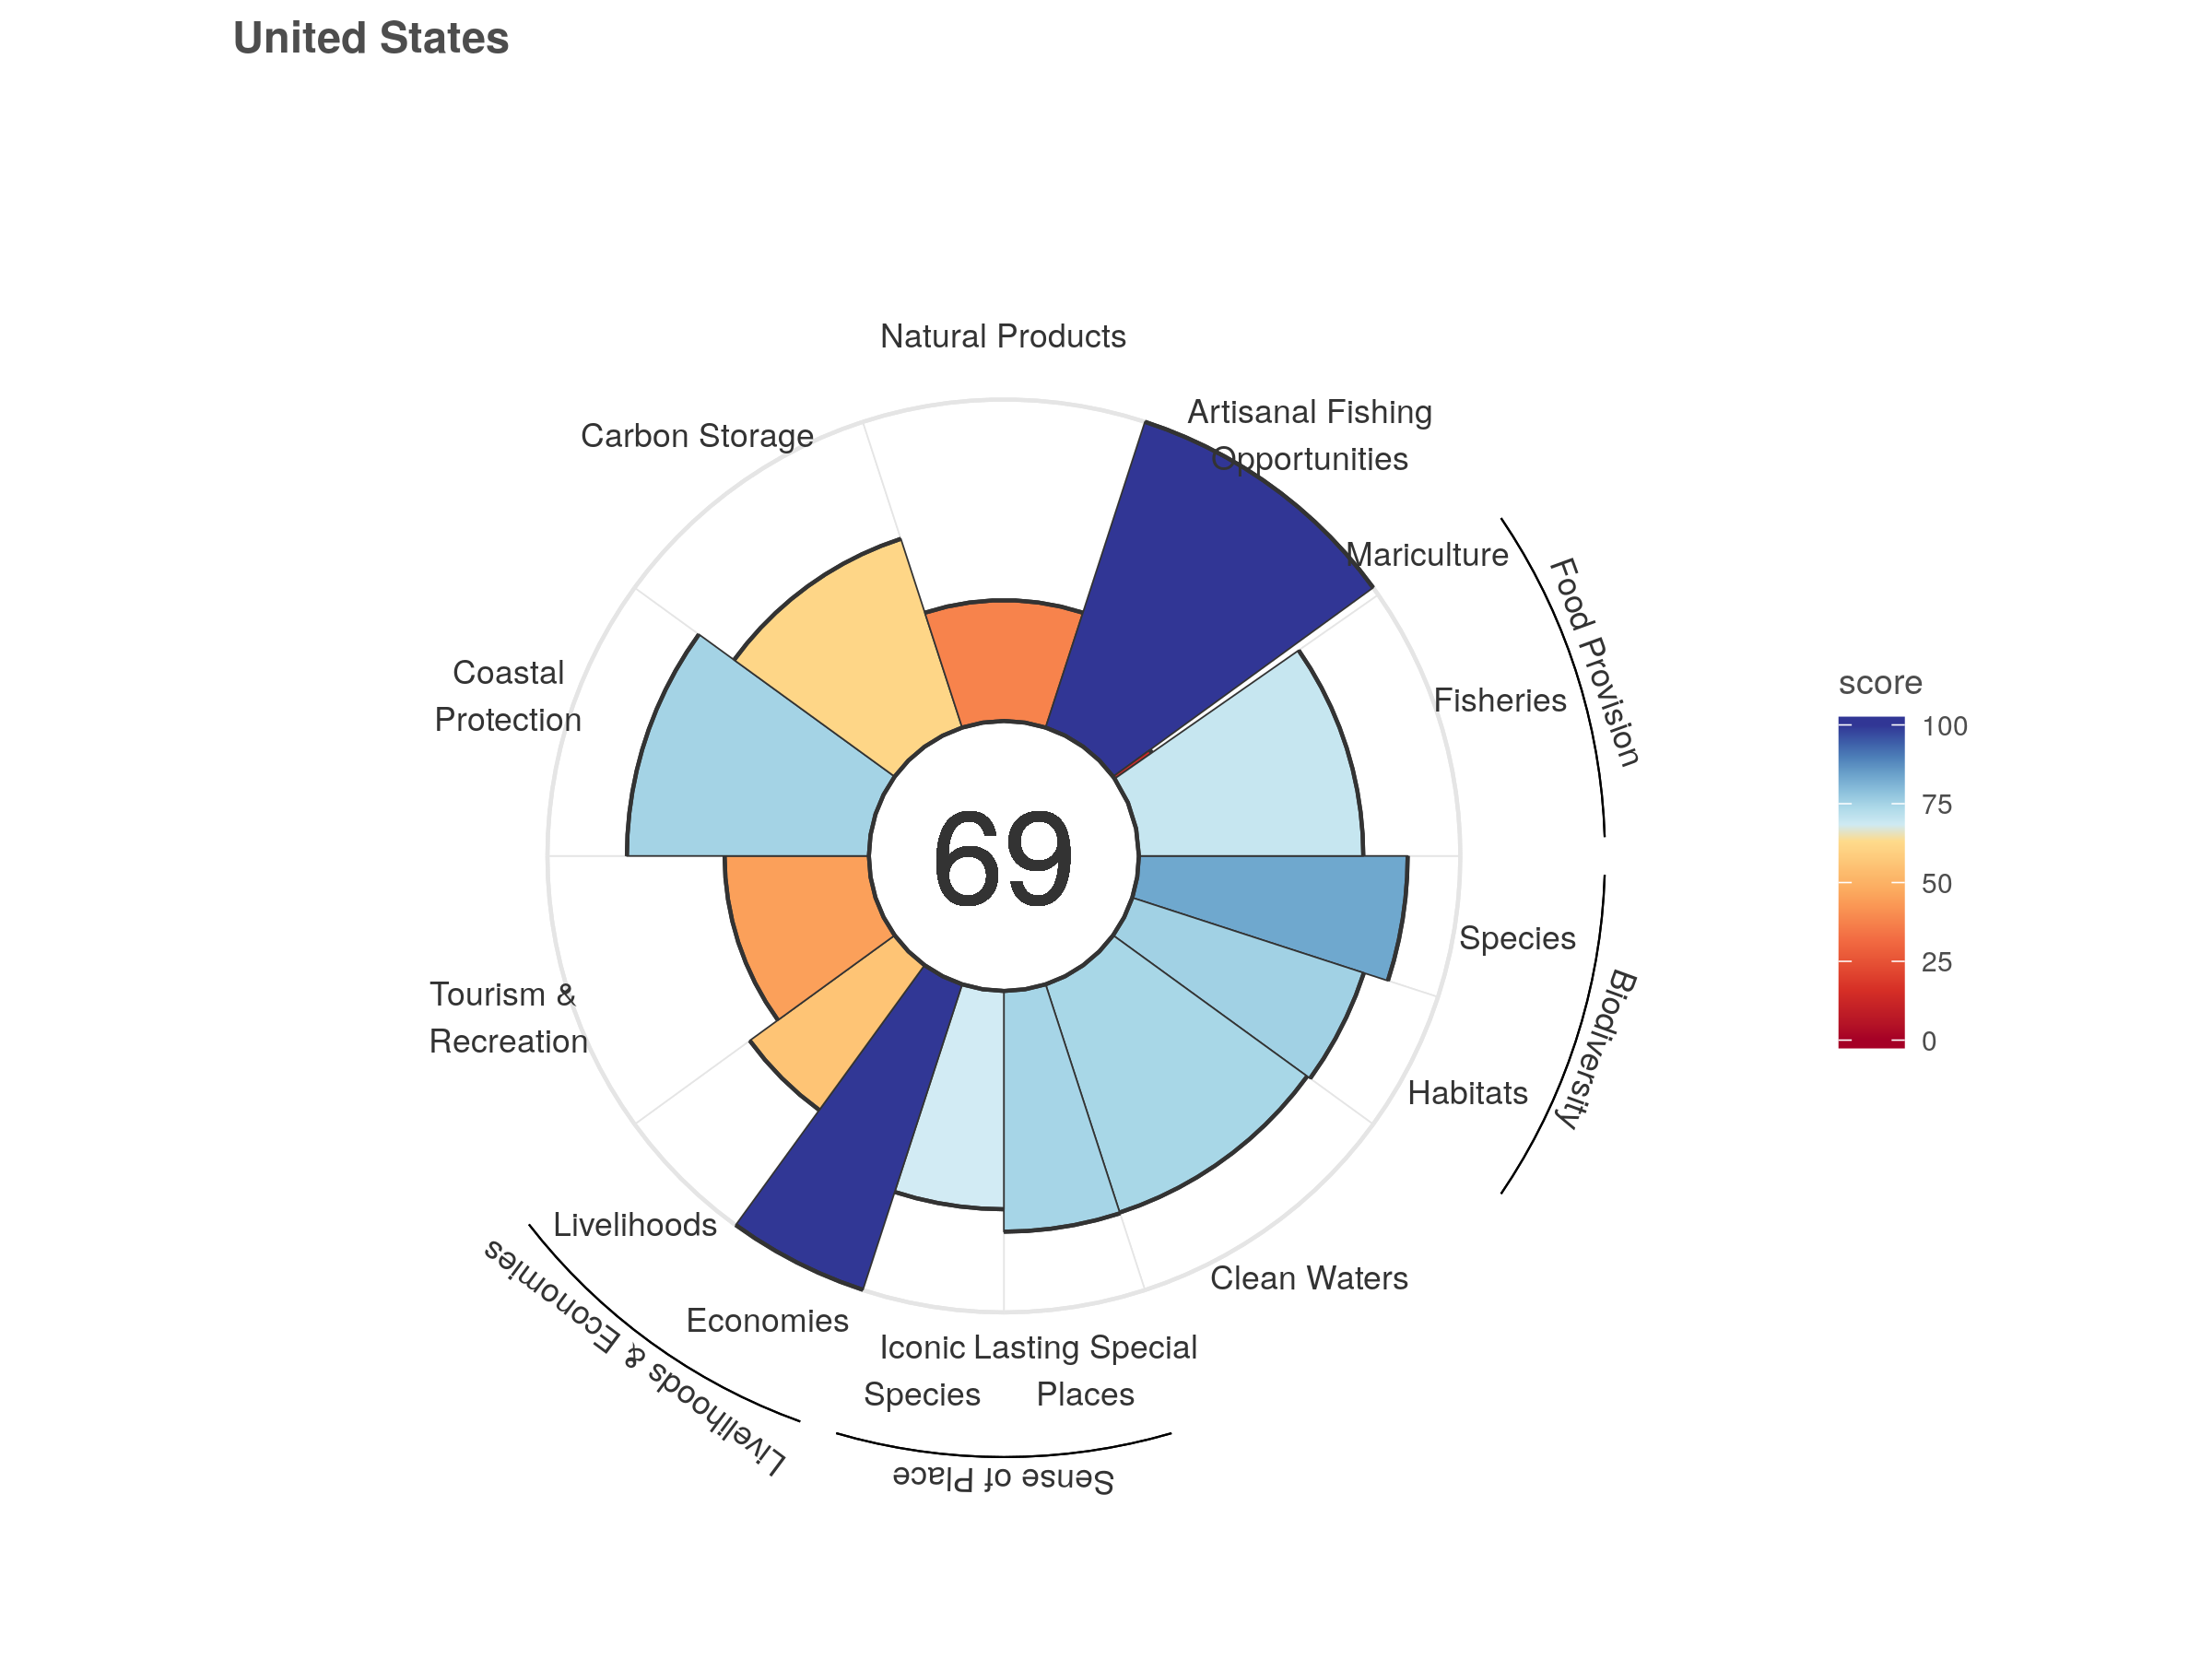 United States
Natural Products
Artisanal Fishing
Opportunities
Carbon Storage
Mariculture
Food Provision
Coastal
Protection
Fisheries
69
Species
Biodiversity
Tourism &
Recreation
Habitats
Livelihoods
Clean Waters
Economies
Livelihoods & Economies
Iconic
Species
Lasting Special
Places
Sense of Place
score
100
75
50
25
0